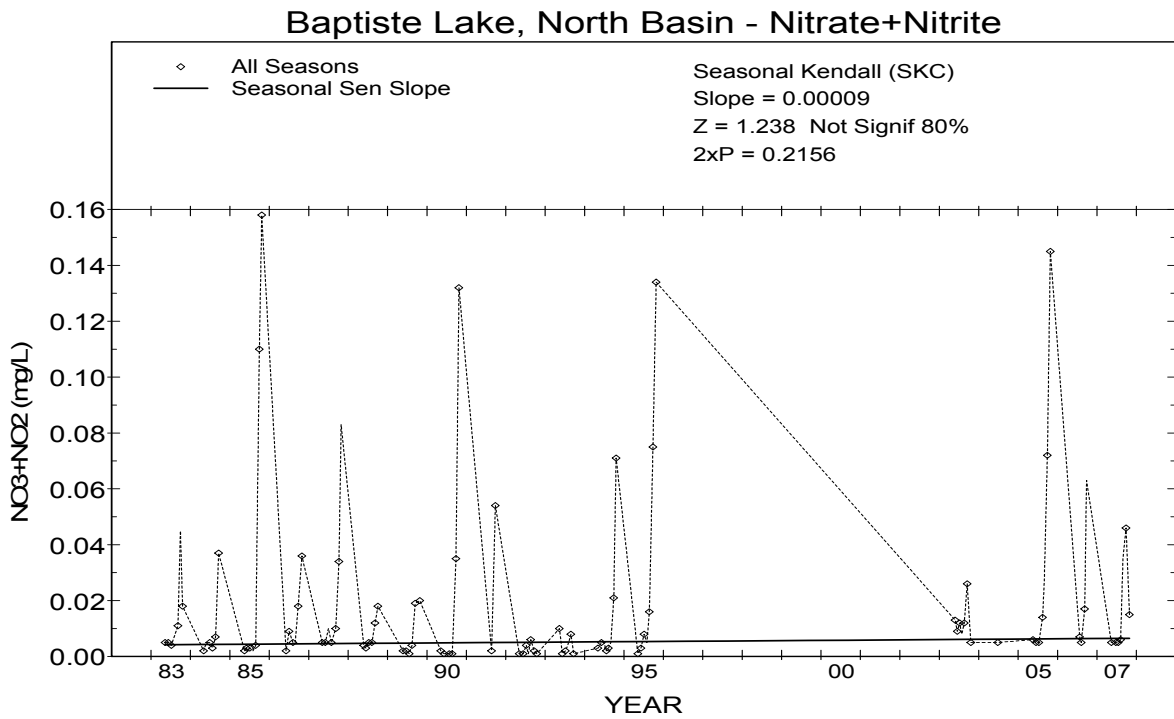 Baptiste Lake, North Basin - Nitrate+Nitrite
All Seasons
Seasonal Sen Slope
Seasonal Kendall (SKC)
Slope = 0.00009
Z = 1.238 Not Signif 80%
2xP = 0.2156
0.16
0.14
0.12
0.10
0.08
0.06
0.04
0.02
0.00
NO3+NO2 (mg/L)
83 85 90 95 00 05 07
YEAR